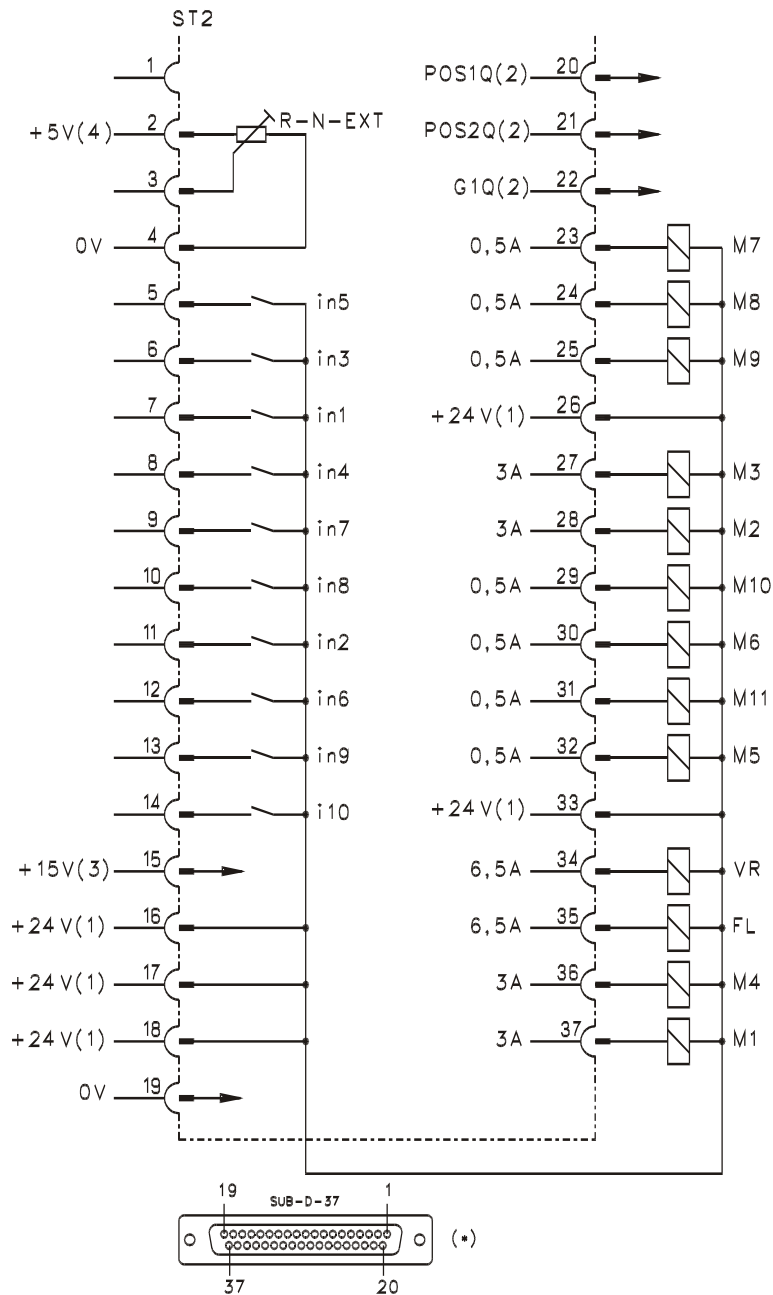 ST2
1
+5V(4) 2 R-N-EXT
3
0V 4
5 in5
6 in3
7 in1
8 in4
9 in7
10 in8
11 in2
12 in6
13 in9
14 i10
+15V(3) 15
+24V(1) 16
+24V(1) 17
+24V(1) 18
0V 19
POS1Q(2) 20
POS2Q(2) 21
G1Q(2) 22
0,5A 23 M7
0,5A 24 M8
0,5A 25 M9
+24V(1) 26
3A 27 M3
3A 28 M2
0,5A 29 M10
0,5A 30 M6
0,5A 31 M11
0,5A 32 M5
+24V(1) 33
6,5A 34 VR
6,5A 35 FL
3A 36 M4
3A 37 M1
19 SUB-D-37 1
(*)
37 20